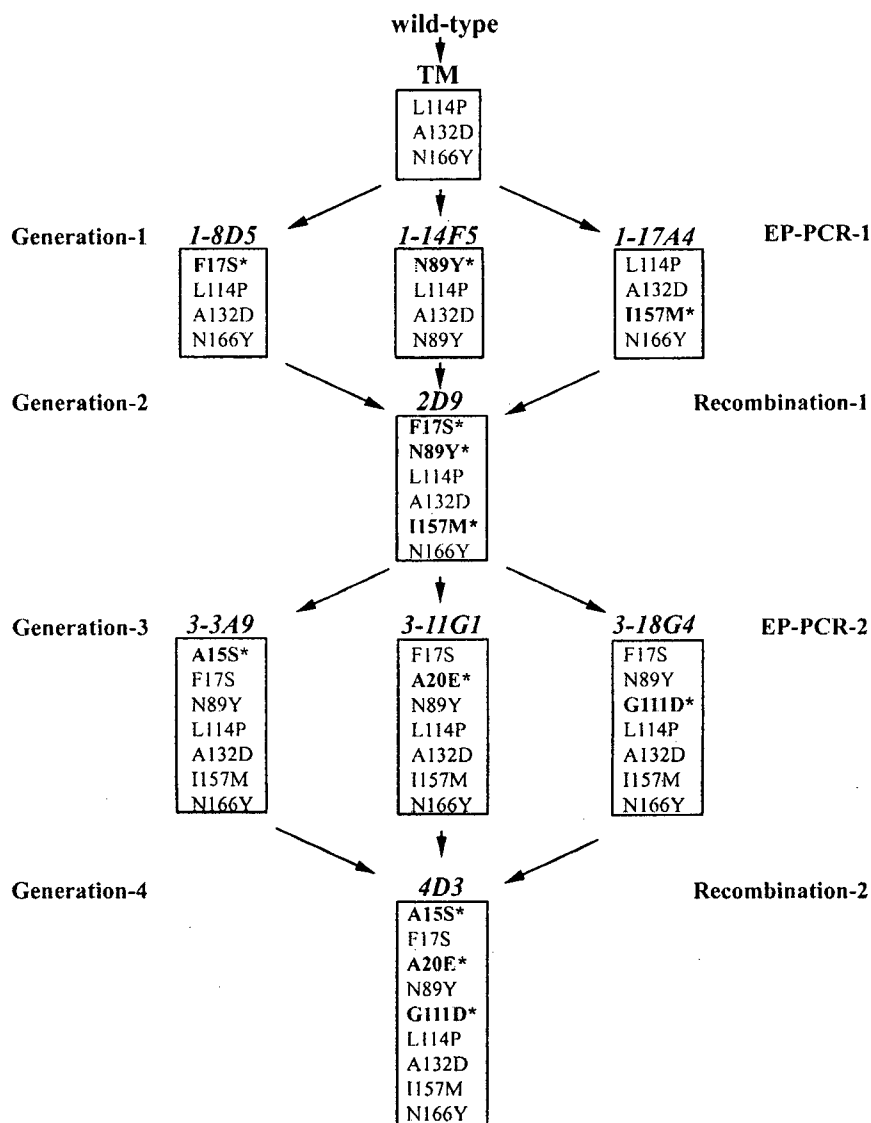 wild-type
TM
L114P
A132D
N166Y
Generation-1
1-8D5
1-14F5
1-17A4
EP-PCR-1
F17S*
L114P
A132D
N166Y
N89Y*
L114P
A132D
N89Y
L114P
A132D
I157M*
N166Y
Generation-2
2D9
Recombination-1
F17S*
N89Y*
L114P
A132D
I157M*
N166Y
Generation-3
3-3A9
3-11G1
3-18G4
EP-PCR-2
A15S*
F17S
N89Y
L114P
A132D
I157M
N166Y
F17S
A20E*
N89Y
L114P
A132D
I157M
N166Y
F17S
N89Y
G111D*
L114P
A132D
I157M
N166Y
Generation-4
4D3
Recombination-2
A15S*
F17S
A20E*
N89Y
G111D*
L114P
A132D
I157M
N166Y